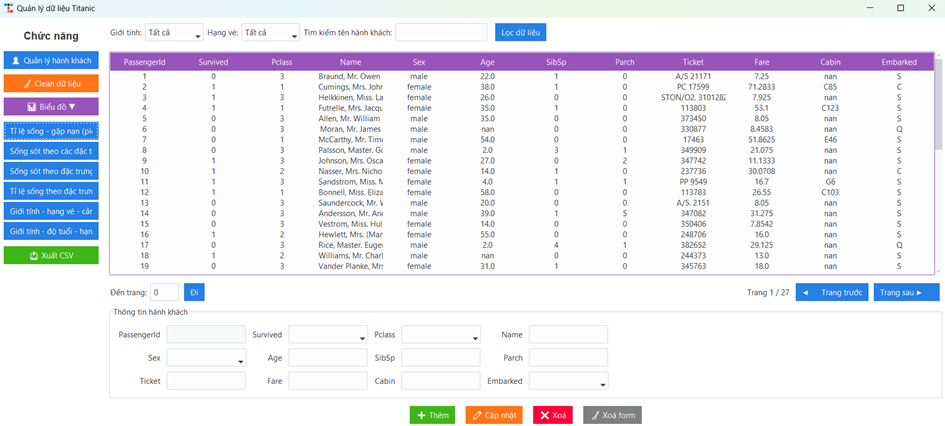 Quản lý dữ liệu Titanic
Chức năng
Quản lý hành khách
Clean dữ liệu
Biểu đồ ▼
Tỉ lệ sống - gặp nạn (pi
Sống sót theo các đặc t
Sống sót theo đặc trưng
Tỉ lệ sống theo đặc trưn
Giới tính - hạng vé - cản
Giới tính - độ tuổi - hạn
Xuất CSV
Giới tính: Tất cả Hạng vé: Tất cả Tìm kiếm tên hành khách: Lọc dữ liệu
PassengerId Survived Pclass Name Sex Age SibSp Parch Ticket Fare Cabin Embarked
1 0 3 Braund, Mr. Owen male 22.0 1 0 A/5 21171 7.25 nan S
2 1 1 Cumings, Mrs. John female 38.0 1 0 PC 17599 71.2833 C85 C
3 1 3 Heikkinen, Miss. La female 26.0 0 0 STON/O2. 310128 7.925 nan S
4 1 1 Futrelle, Mrs. Jacqu female 35.0 1 0 113803 53.1 C123 S
5 0 3 Allen, Mr. William male 35.0 0 0 373450 8.05 nan S
6 0 3 Moran, Mr. James male nan 0 0 330877 8.4583 nan Q
7 0 1 McCarthy, Mr. Timo male 54.0 0 0 17463 51.8625 E46 S
8 0 3 Palsson, Master. Go male 2.0 3 1 349909 21.075 nan S
9 1 3 Johnson, Mrs. Osca female 27.0 0 2 347742 11.1333 nan S
10 1 2 Nasser, Mrs. Nicho female 14.0 1 0 237736 30.0708 nan C
11 1 3 Sandstrom, Miss. M female 4.0 1 1 PP 9549 16.7 G6 S
12 1 1 Bonnell, Miss. Eliza female 58.0 0 0 113783 26.55 C103 S
13 0 3 Saundercock, Mr. W male 20.0 0 0 A/5. 2151 8.05 nan S
14 0 3 Andersson, Mr. An male 39.0 1 5 347082 31.275 nan S
15 0 3 Vestrom, Miss. Hul female 14.0 0 0 350406 7.8542 nan S
16 1 2 Hewlett, Mrs. (Mar female 55.0 0 0 248706 16.0 nan S
17 0 3 Rice, Master. Euger male 2.0 4 1 382652 29.125 nan Q
18 1 2 Williams, Mr. Charl male nan 0 0 244373 13.0 nan S
19 0 3 Vander Planke, Mrs female 31.0 1 0 345763 18.0 nan S
Đến trang: 0 Đi Trang 1 / 27 ◄ Trang trước Trang sau ►
Thông tin hành khách
PassengerId Survived Pclass Name
Sex Age SibSp Parch
Ticket Fare Cabin Embarked
Thêm Cập nhật Xoá Xoá form